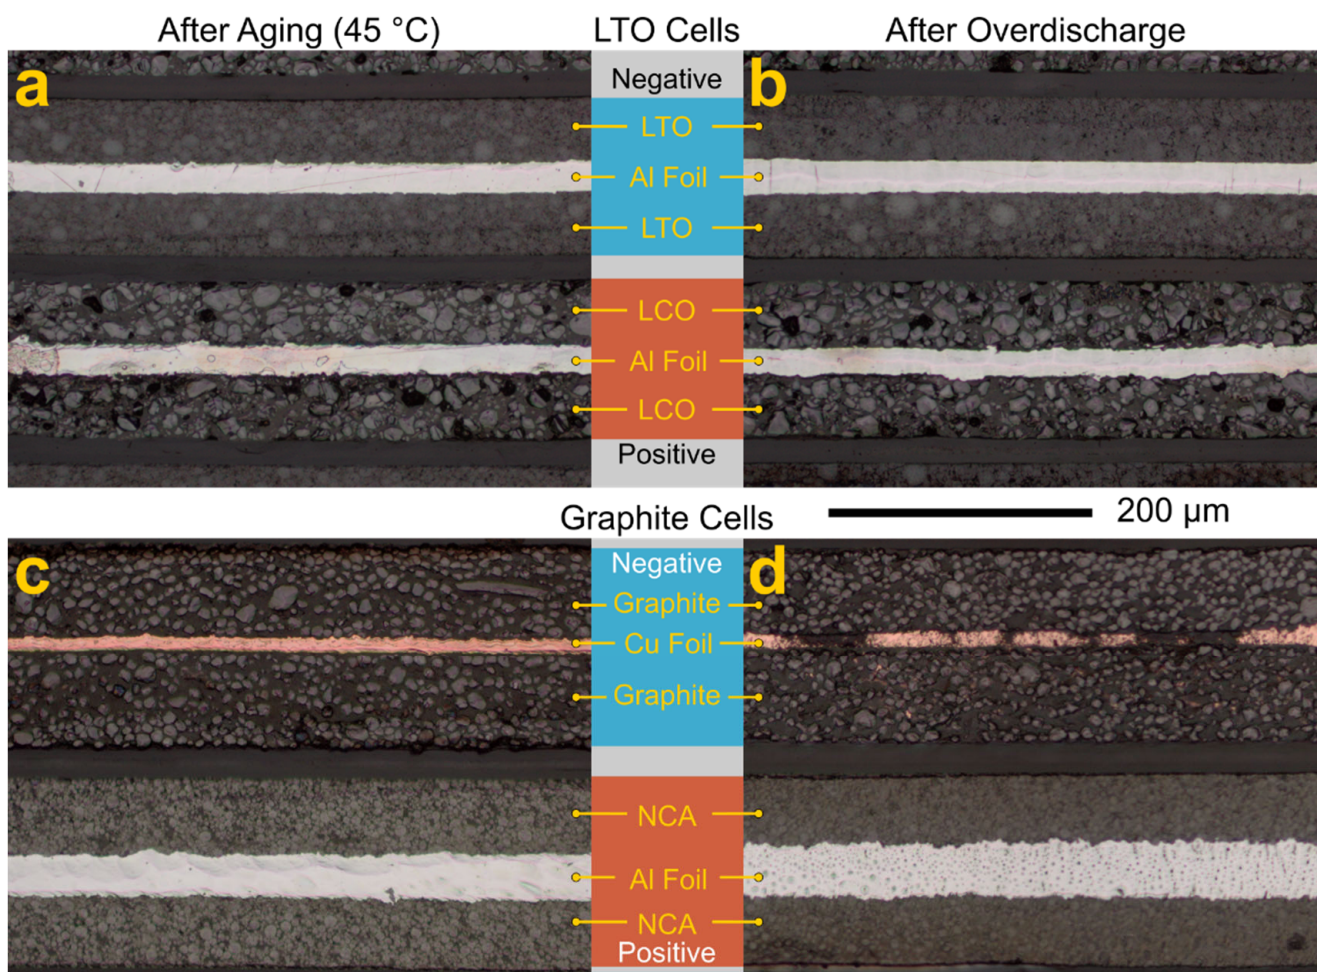 After Aging (45 °C) LTO Cells After Overdischarge
a Negative b
LTO
Al Foil
LTO
LCO
Al Foil
LCO
Positive
Graphite Cells 200 µm
c Negative d
Graphite
Cu Foil
Graphite
NCA
Al Foil
NCA
Positive